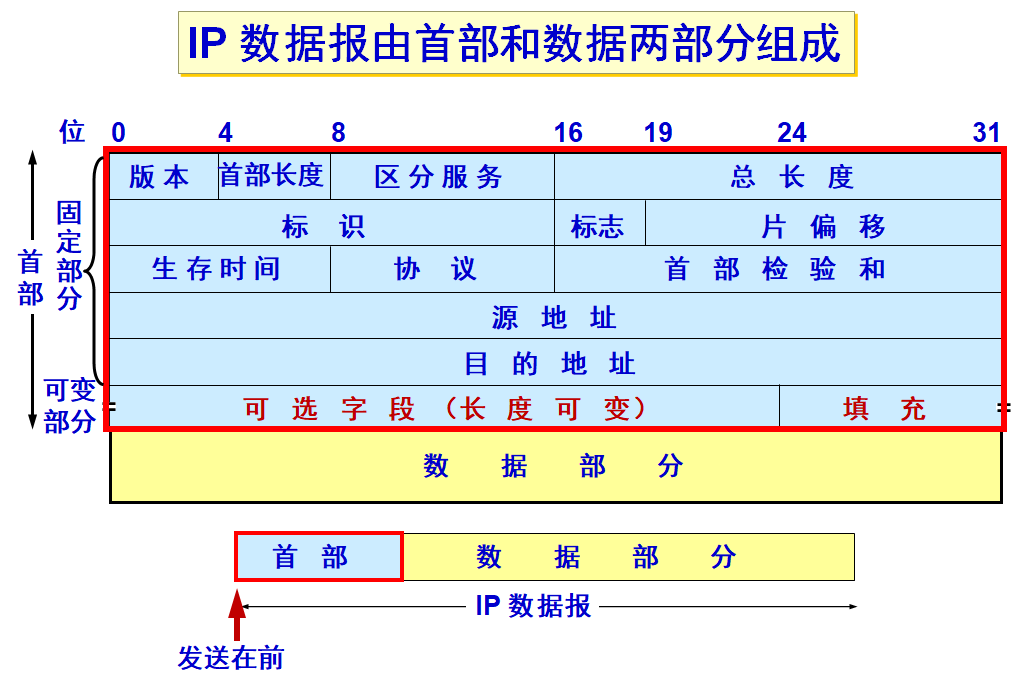 IP 数据报由首部和数据两部分组成
位 0 4 8 16 19 24 31
版本 首部长度 区分服务 总长度
标识 标志 片偏移
生存时间 协议 首部检验和
源地址
目的地址
可选字段（长度可变） 填充
首部
固定部分
可变部分
数据部分
首部 数据部分
IP 数据报
发送在前